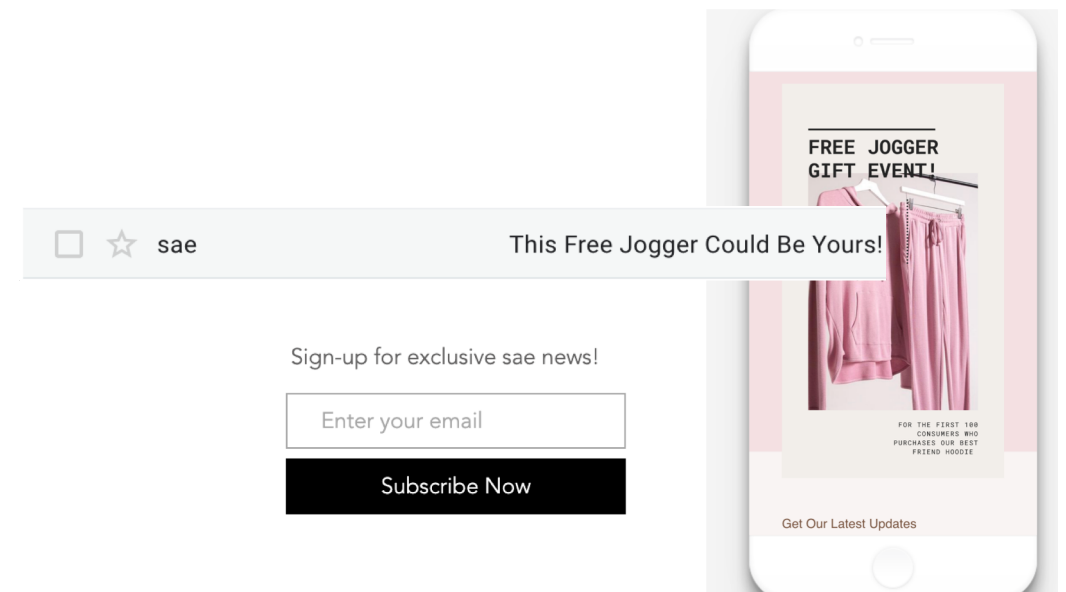 FREE JOGGER
GIFT EVENT!
sae
This Free Jogger Could Be Yours!
Sign-up for exclusive sae news!
Enter your email
Subscribe Now
FOR THE FIRST 100
CONSUMERS WHO
PURCHASES OUR BEST
FRIEND HOODIE
Get Our Latest Updates